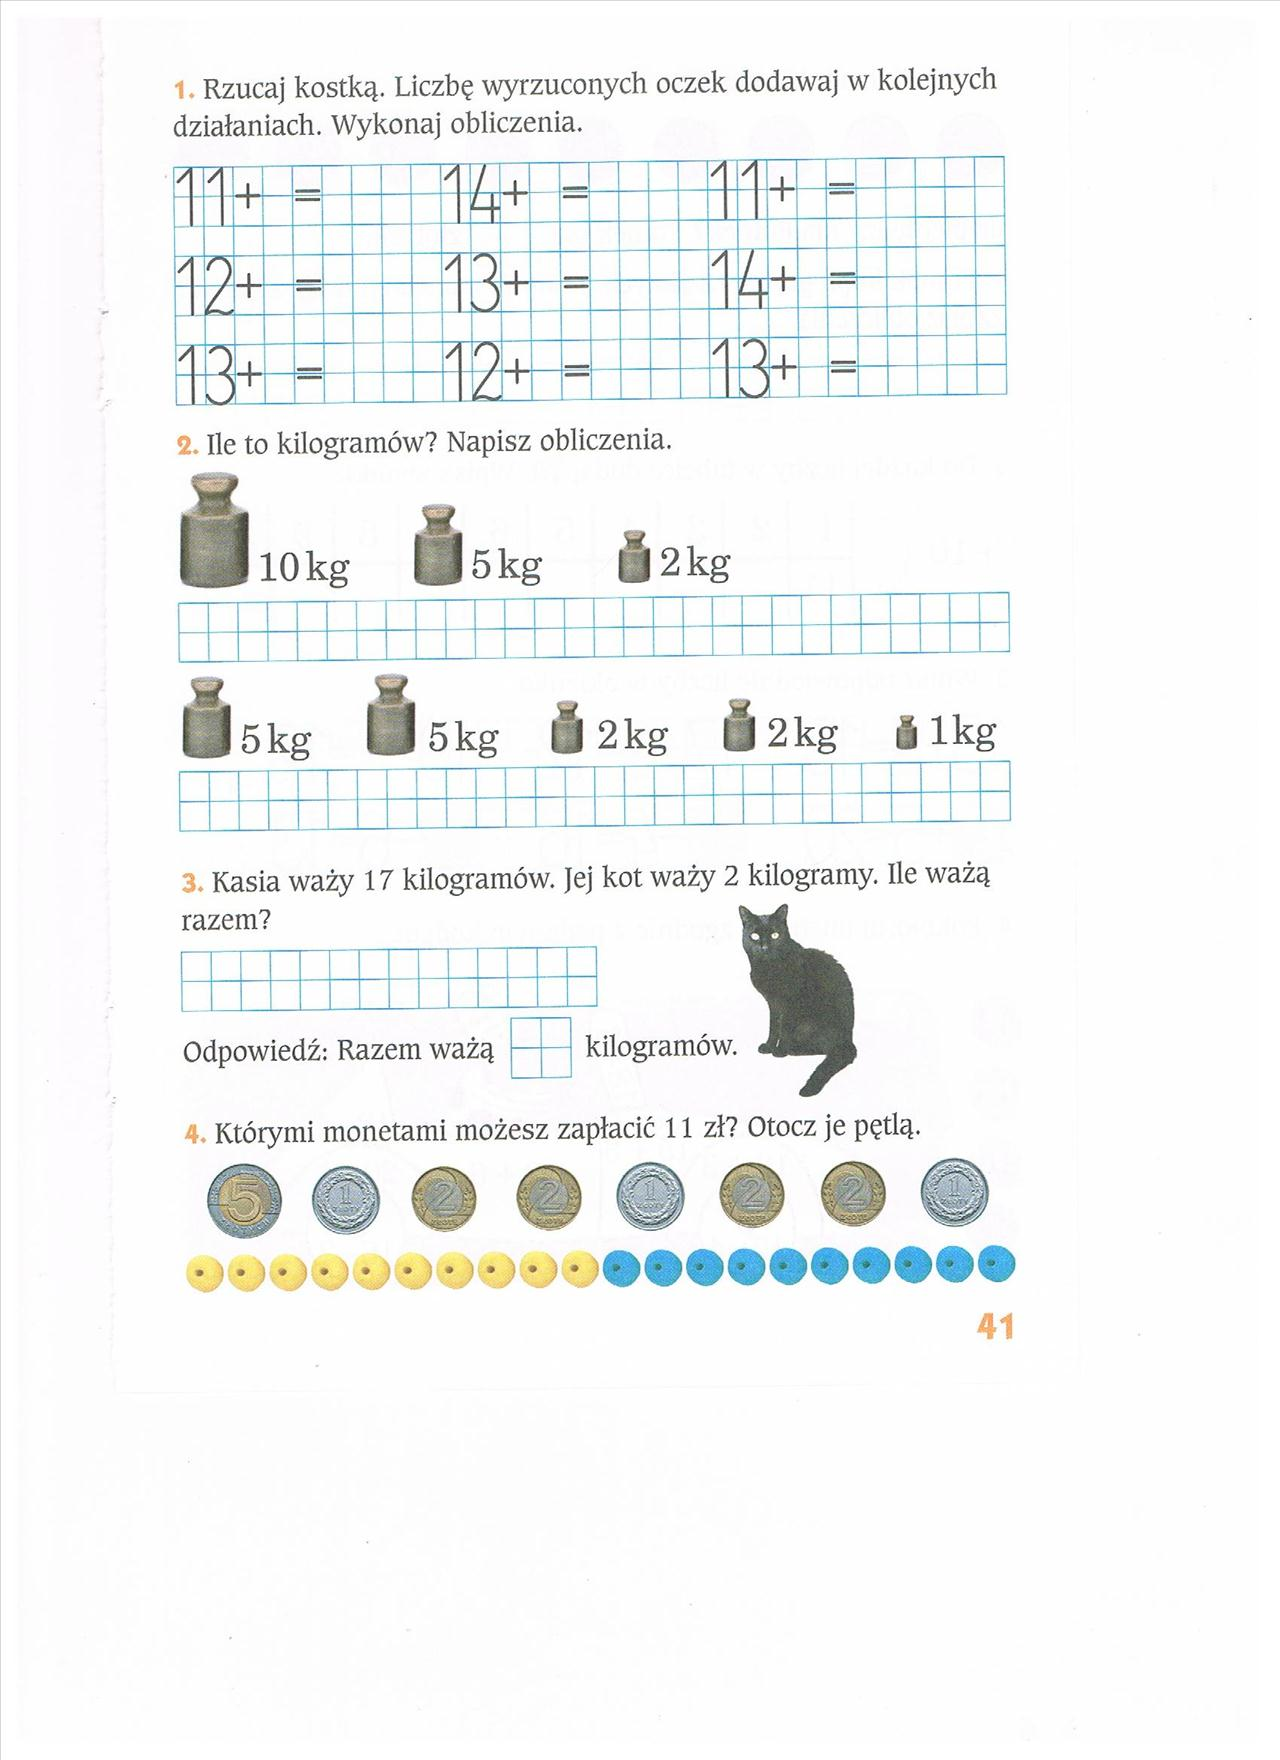 1. Rzucaj kostką. Liczbę wyrzuconych oczek dodawaj w kolejnych
działaniach. Wykonaj obliczenia.
11+ = 14+ = 11+ =
12+ = 13+ = 14+ =
13+ = 12+ = 13+ =
2. Ile to kilogramów? Napisz obliczenia.
10 kg 5 kg 2 kg
5 kg 5 kg 2 kg 2 kg 1 kg
3. Kasia waży 17 kilogramów. Jej kot waży 2 kilogramy. Ile ważą
razem?
Odpowiedź: Razem ważą kilogramów.
4. Którymi monetami możesz zapłacić 11 zł? Otocz je pętlą.
5 1 2 2 1 2 2 1
41